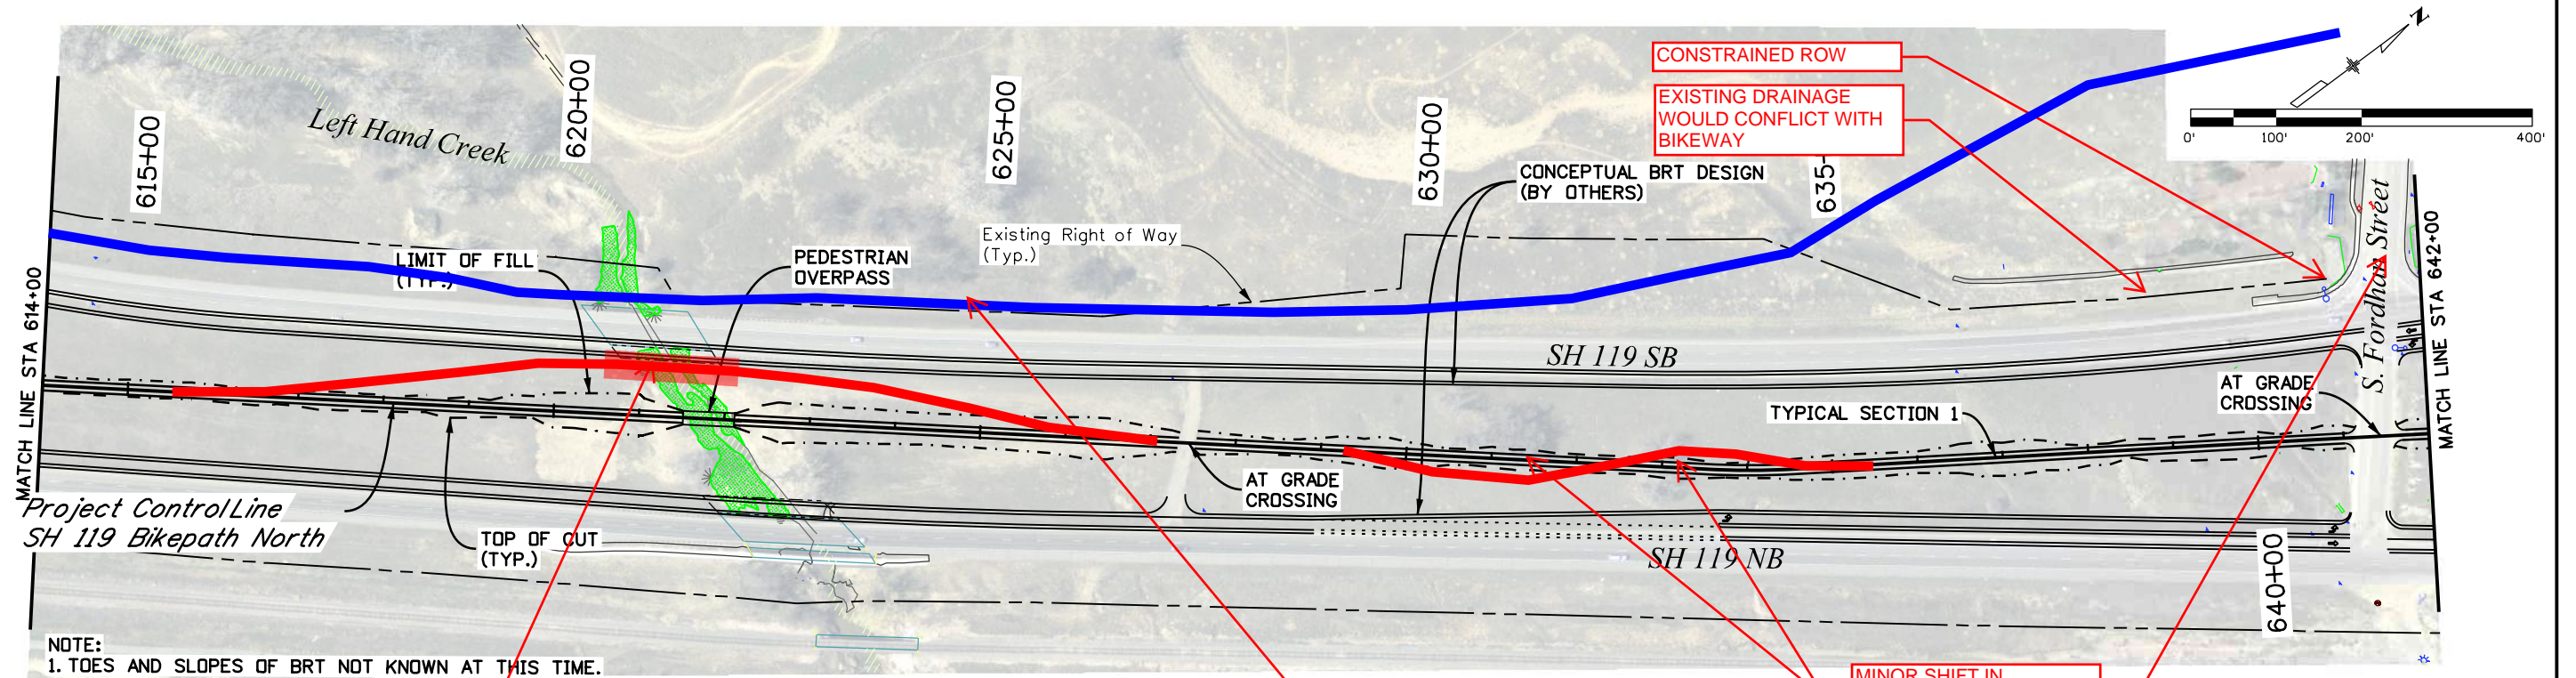 CONSTRAINED ROW
EXISTING DRAINAGE
WOULD CONFLICT WITH
BIKEWAY
N
0'
100'
200'
400'
615+00
Left Hand Creek
620+00
625+00
630+00
CONCEPTUAL BRT DESIGN
(BY OTHERS)
635
S. Fordham Street
MATCH LINE STA 642+00
Existing Right of Way
(Typ.)
LIMIT OF FILL
(TYP.)
PEDESTRIAN
OVERPASS
MATCH LINE STA 614+00
SH 119 SB
AT GRADE
CROSSING
TYPICAL SECTION 1
AT GRADE
CROSSING
Project Control Line
SH 119 Bikepath North
TOP OF CUT
(TYP.)
SH 119 NB
640+00
NOTE:
1. TOES AND SLOPES OF BRT NOT KNOWN AT THIS TIME.
MINOR SHIFT IN